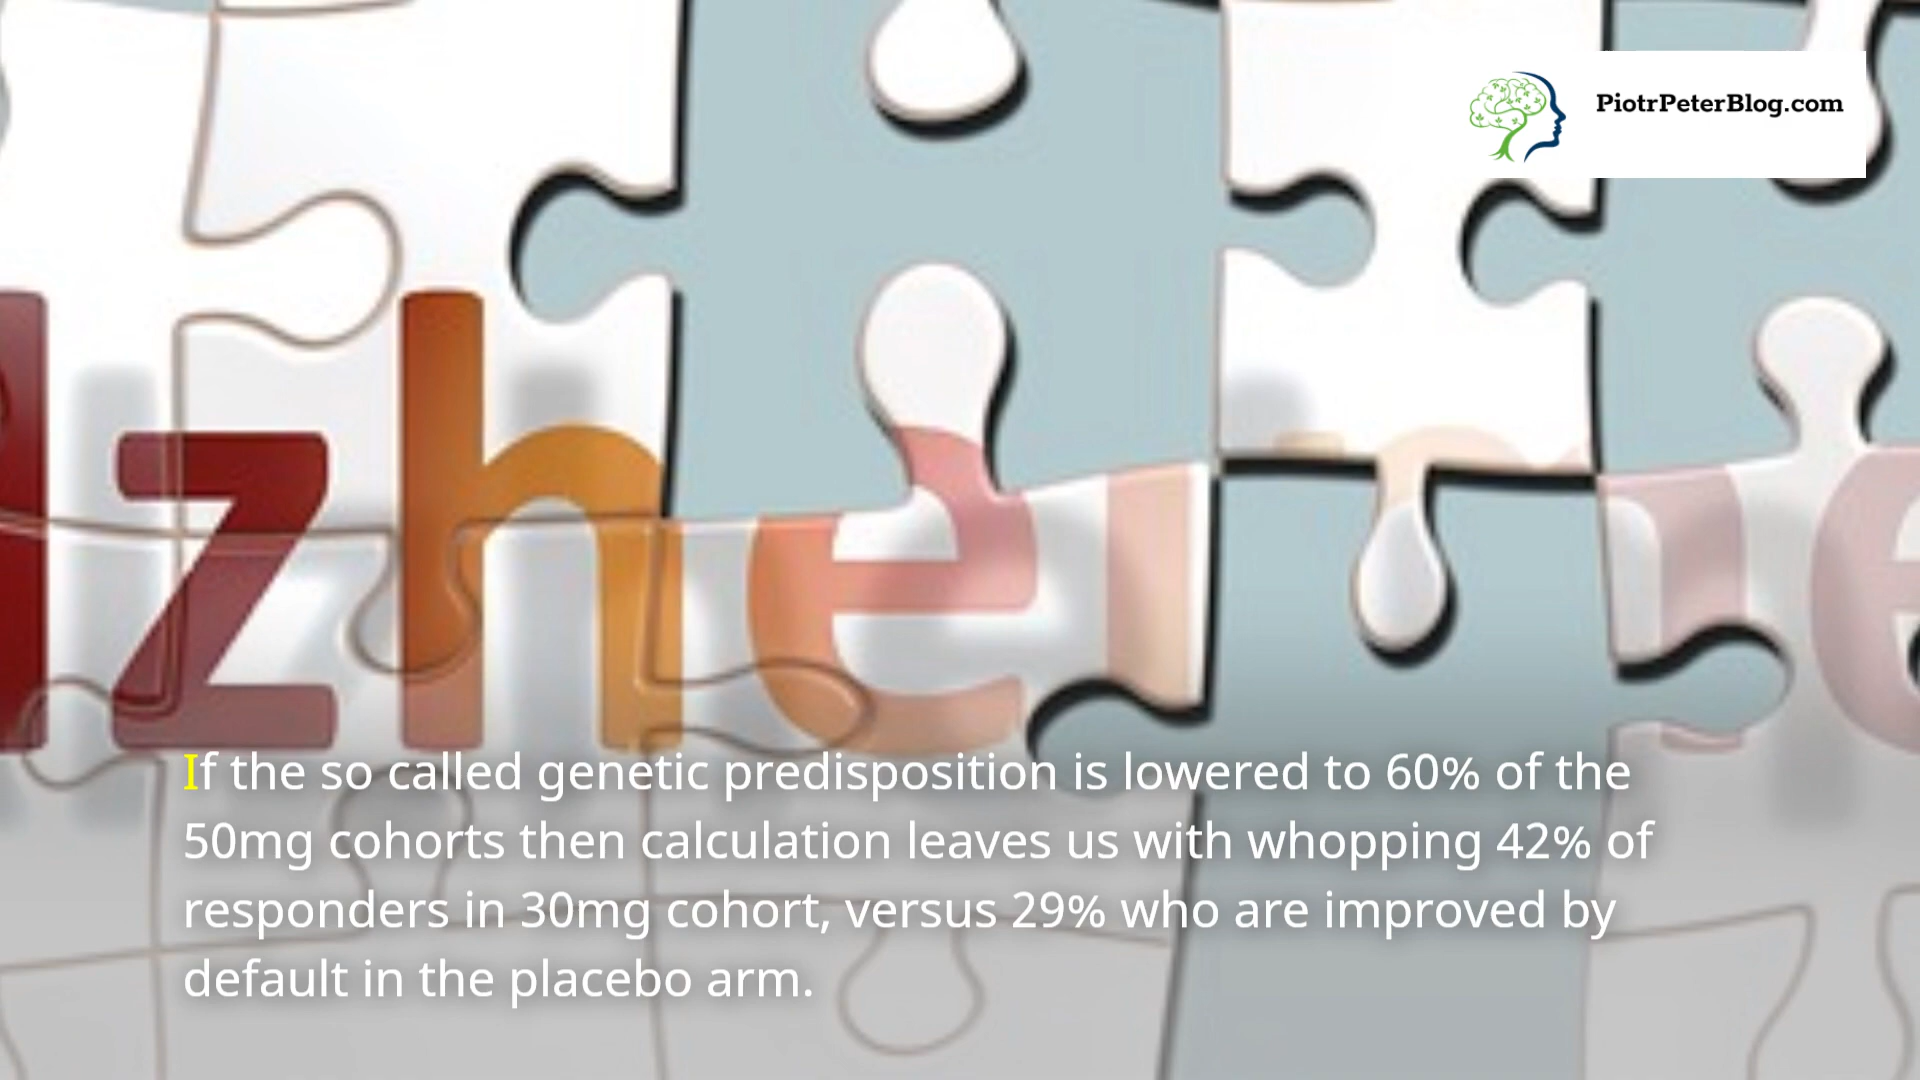 PiotrPeterBlog.com
lzhe
If the so called genetic predisposition is lowered to 60% of the
50mg cohorts then calculation leaves us with whopping 42% of
responders in 30mg cohort, versus 29% who are improved by
default in the placebo arm.